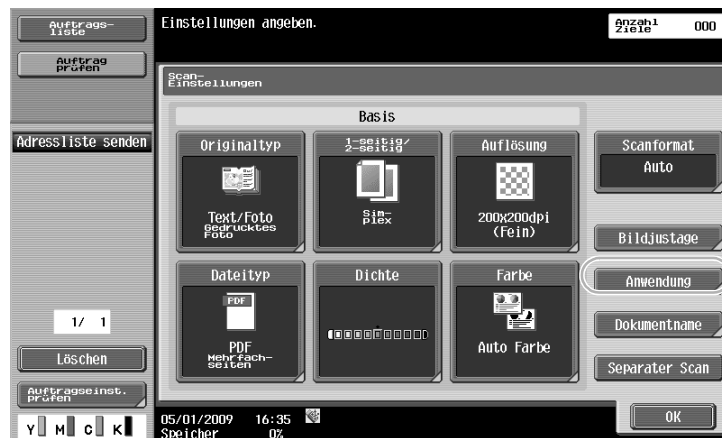 Auftrags-
liste
Auftrag
prüfen
Adressliste senden
1/ 1
Löschen
Auftragseinst.
prüfen
Y M C K
Einstellungen angeben.
Anzahl
Ziele
000
Scan-
Einstellungen
Basis
Originaltyp
Text/Foto
Gedrucktes
Foto
1-seitig/
2-seitig
Sim-
plex
Auflösung
200x200dpi
(Fein)
Dateityp
PDF
PDF
Mehrfach-
seiten
Dichte
Farbe
Auto Farbe
Scanformat
Auto
Bildjustage
Anwendung
Dokumentname
Separater Scan
OK
05/01/2009 16:35
Speicher 0%